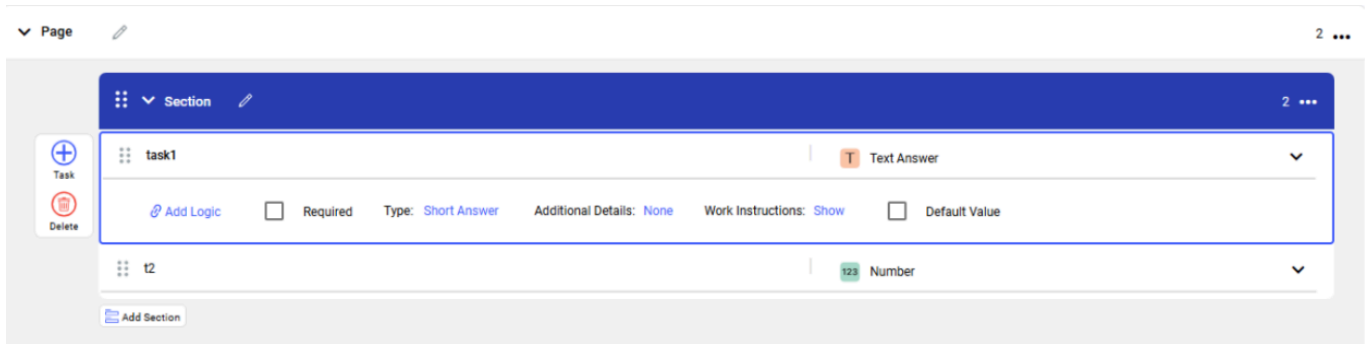 Page 2
Section 2
Task
Delete
task1 T Text Answer
Add Logic Required Type: Short Answer Additional Details: None Work Instructions: Show Default Value
t2 123 Number
Add Section